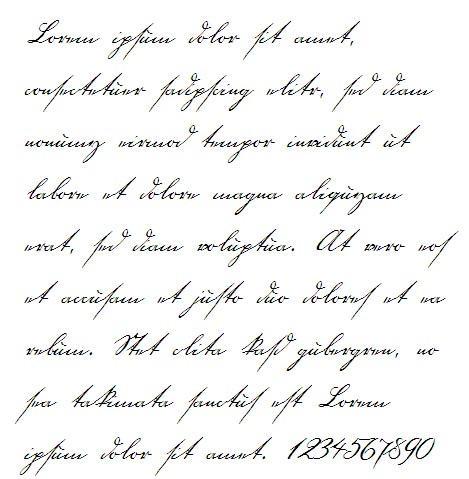 Lorem ipsum dolor sit amet,
consectetuer sadipscing elitr, sed diam
nonumy eirmod tempor invidunt ut
labore et dolore magna aliquyam
erat, sed diam voluptua. At vero eos
et accusam et justo duo dolores et ea
rebum. Stet clita kasd gubergren, no
sea takimata sanctus est Lorem
ipsum dolor sit amet. 1234567890